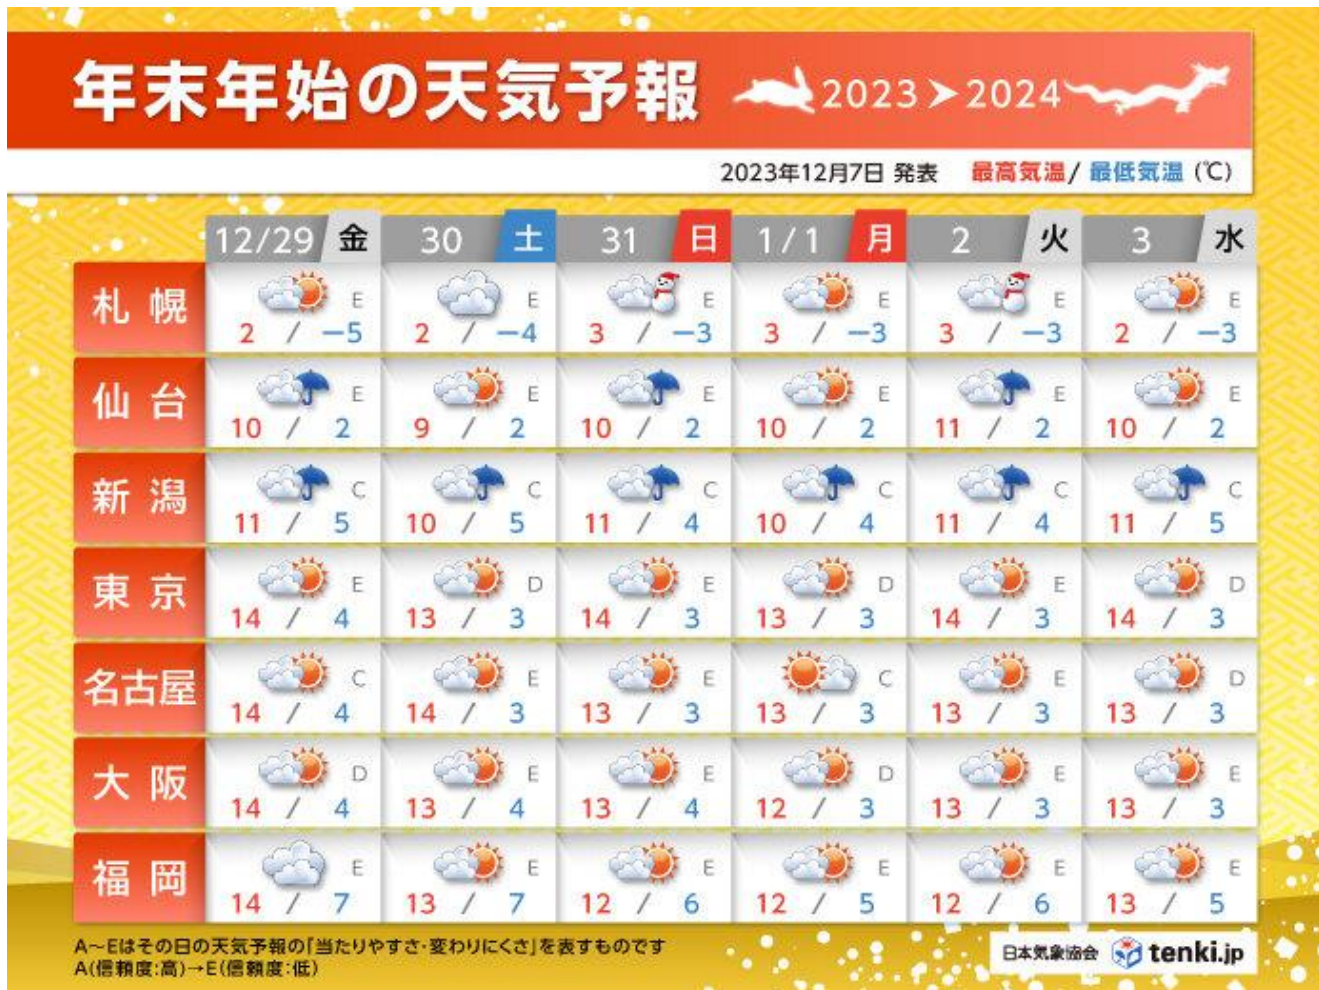 年末年始の天気予報 2023 > 2024
2023年12月7日 発表 最高気温/ 最低気温 (℃)
12/29 金 30 土 31 日 1/1 月 2 火 3 水
札幌 E E E E E E
2 / -5 2 / -4 3 / -3 3 / -3 3 / -3 2 / -3
仙台 E E E E E E
10 / 2 9 / 2 10 / 2 10 / 2 11 / 2 10 / 2
新潟 C C C C C C
11 / 5 10 / 5 11 / 4 10 / 4 11 / 4 11 / 5
東京 E D E D E D
14 / 4 13 / 3 14 / 3 13 / 3 14 / 3 14 / 3
名古屋 C E E C E D
14 / 4 14 / 3 13 / 3 13 / 3 13 / 3 13 / 3
大阪 D E E D E E
14 / 4 13 / 4 13 / 4 12 / 3 13 / 3 13 / 3
福岡 E E E E E E
14 / 7 13 / 7 12 / 6 12 / 5 12 / 6 13 / 5
A～Eはその日の天気予報の「当たりやすさ・変わりにくさ」を表すものです
A(信頼度:高)→E(信頼度:低)
日本気象協会 tenki.jp